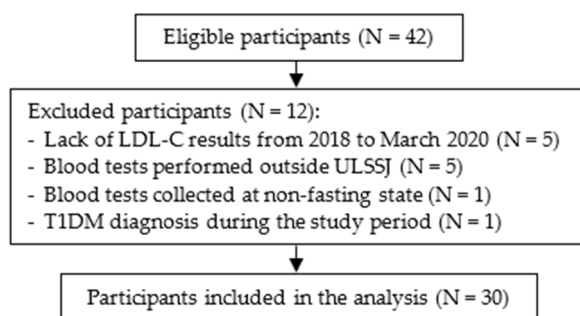 Eligible participants (N = 42)
Excluded participants (N = 12):
- Lack of LDL-C results from 2018 to March 2020 (N = 5)
- Blood tests performed outside ULSSJ (N = 5)
- Blood tests collected at non-fasting state (N = 1)
- T1DM diagnosis during the study period (N = 1)
Participants included in the analysis (N = 30)